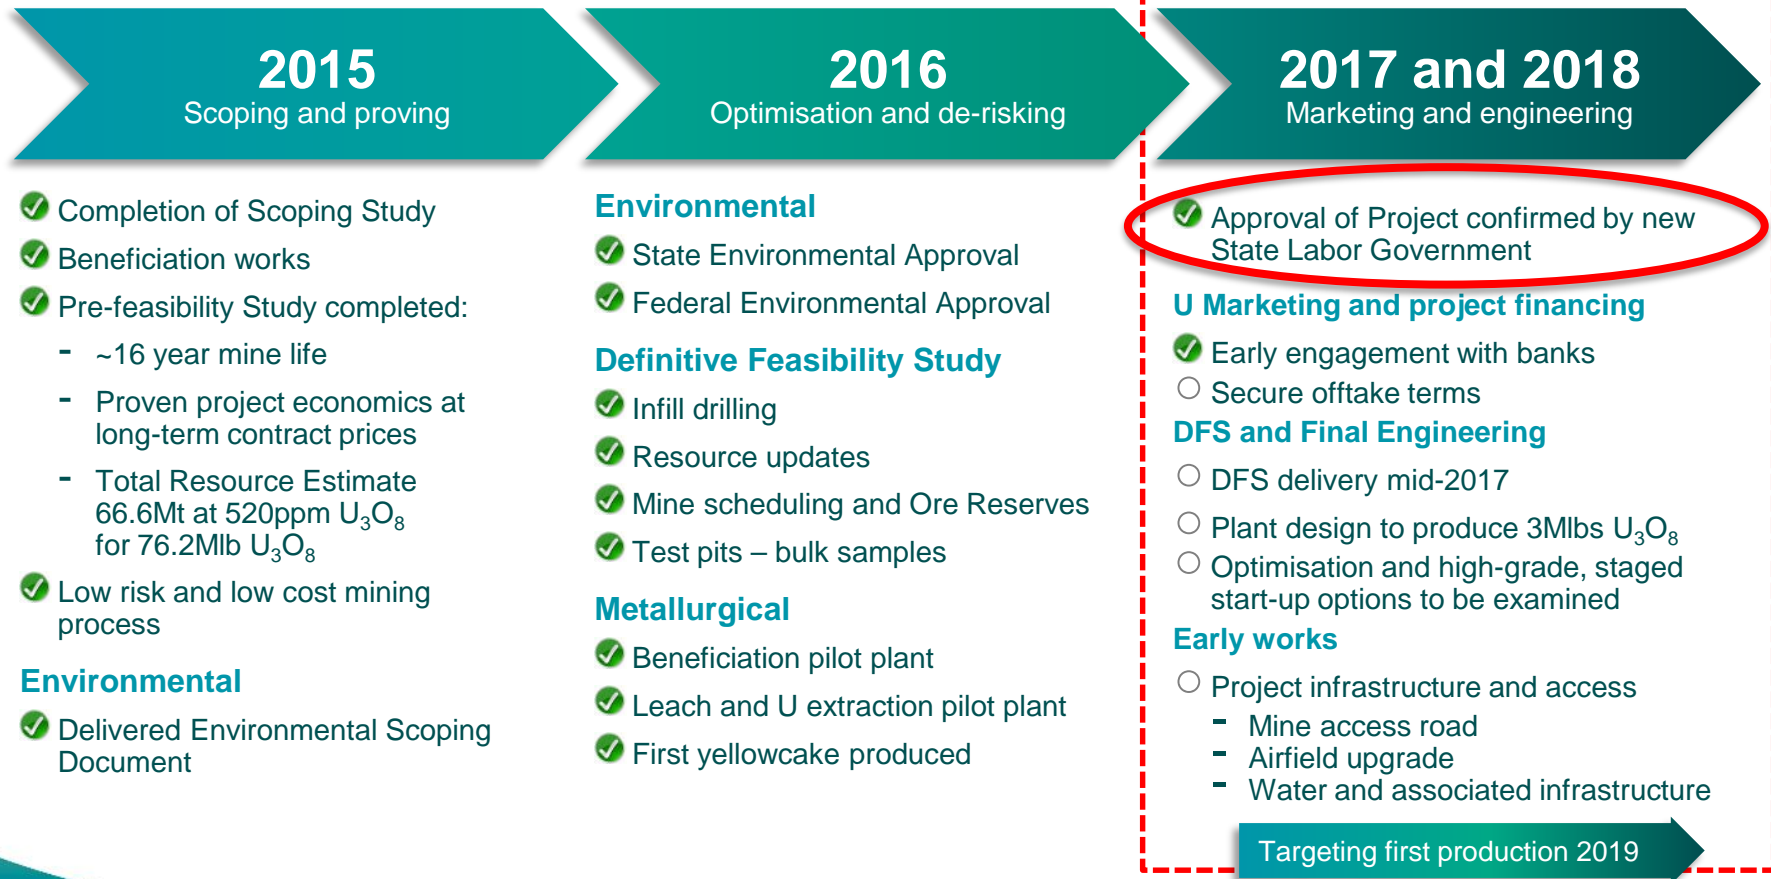 2015
Scoping and proving
2016
Optimisation and de-risking
2017 and 2018
Marketing and engineering
Completion of Scoping Study
Beneficiation works
Pre-feasibility Study completed:
- ~16 year mine life
- Proven project economics at
long-term contract prices
- Total Resource Estimate
66.6Mt at 520ppm U₃O₈
for 76.2Mlb U₃O₈
Low risk and low cost mining
process
Environmental
Delivered Environmental Scoping
Document
Environmental
State Environmental Approval
Federal Environmental Approval
Definitive Feasibility Study
Infill drilling
Resource updates
Mine scheduling and Ore Reserves
Test pits – bulk samples
Metallurgical
Beneficiation pilot plant
Leach and U extraction pilot plant
First yellowcake produced
Approval of Project confirmed by new
State Labor Government
U Marketing and project financing
Early engagement with banks
Secure offtake terms
DFS and Final Engineering
DFS delivery mid-2017
Plant design to produce 3Mlbs U₃O₈
Optimisation and high-grade, staged
start-up options to be examined
Early works
Project infrastructure and access
- Mine access road
- Airfield upgrade
- Water and associated infrastructure
Targeting first production 2019